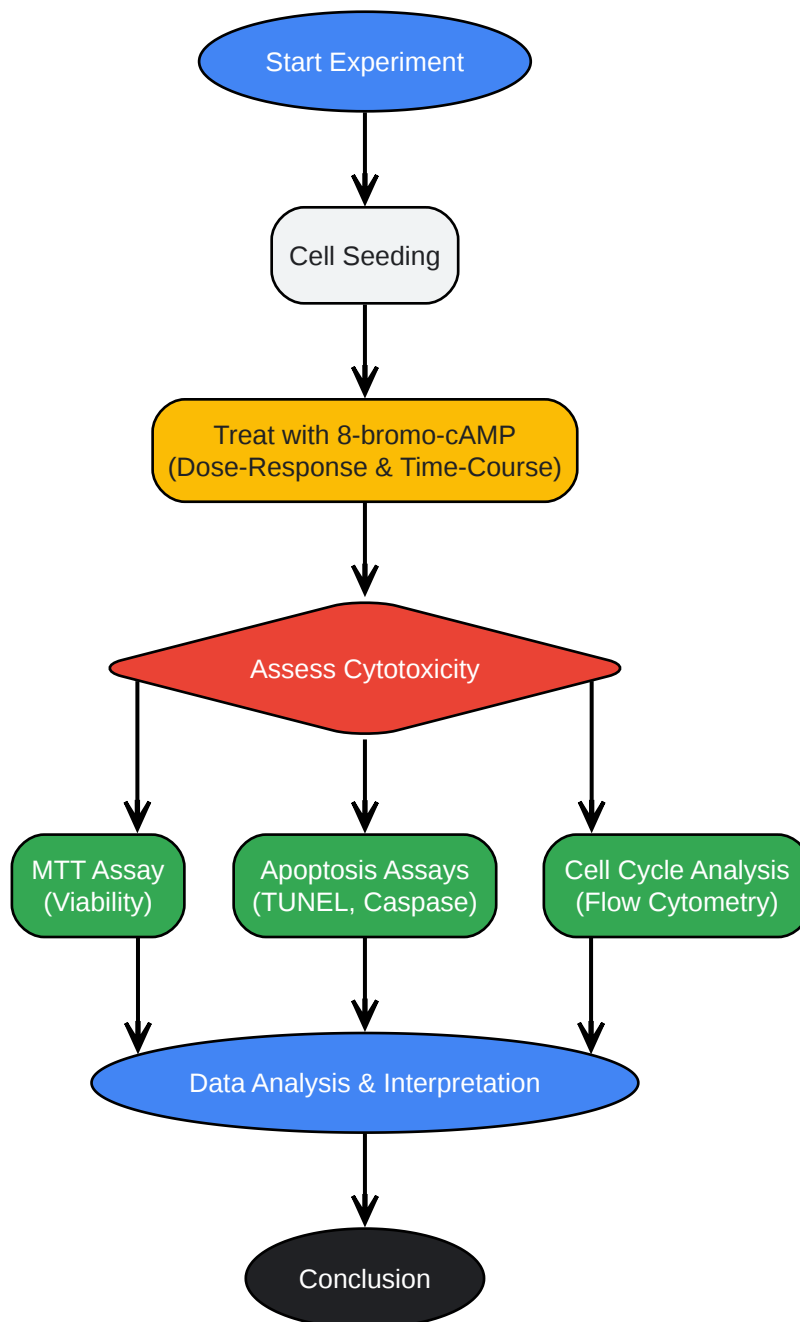 Start Experiment
Cell Seeding
Treat with 8-bromo-cAMP
(Dose-Response & Time-Course)
Assess Cytotoxicity
MTT Assay
(Viability)
Apoptosis Assays
(TUNEL, Caspase)
Cell Cycle Analysis
(Flow Cytometry)
Data Analysis & Interpretation
Conclusion